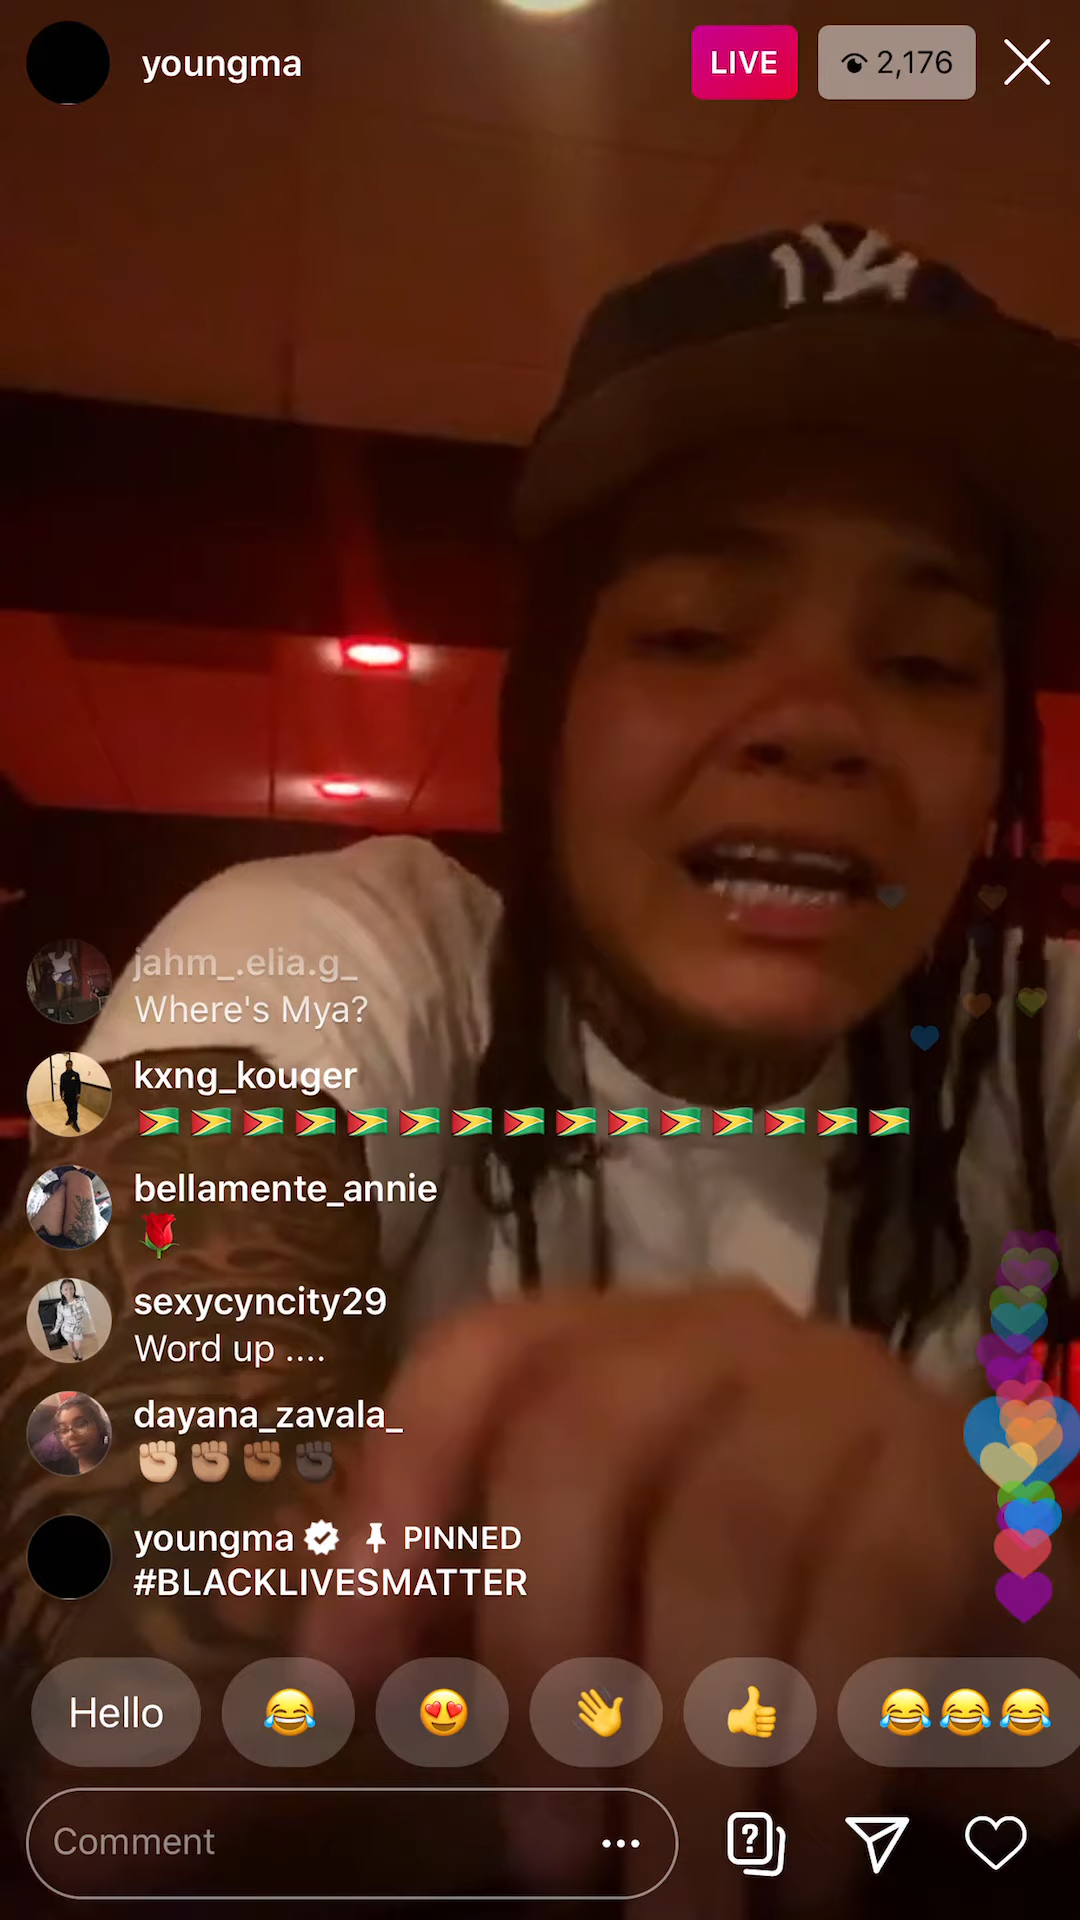 youngma
LIVE
2,176
NY
jahm_.elia.g_
Where's Mya?
kxng_kouger
🇬🇾🇬🇾🇬🇾🇬🇾🇬🇾🇬🇾🇬🇾🇬🇾🇬🇾🇬🇾🇬🇾🇬🇾🇬🇾🇬🇾🇬🇾
bellamente_annie
🌹
sexycyncity29
Word up ....
dayana_zavala_
✊🏻✊🏼✊🏾✊🏿
youngma PINNED
#BLACKLIVESMATTER
Hello 😂 😍 👋 👍 😂😂😂
Comment ...